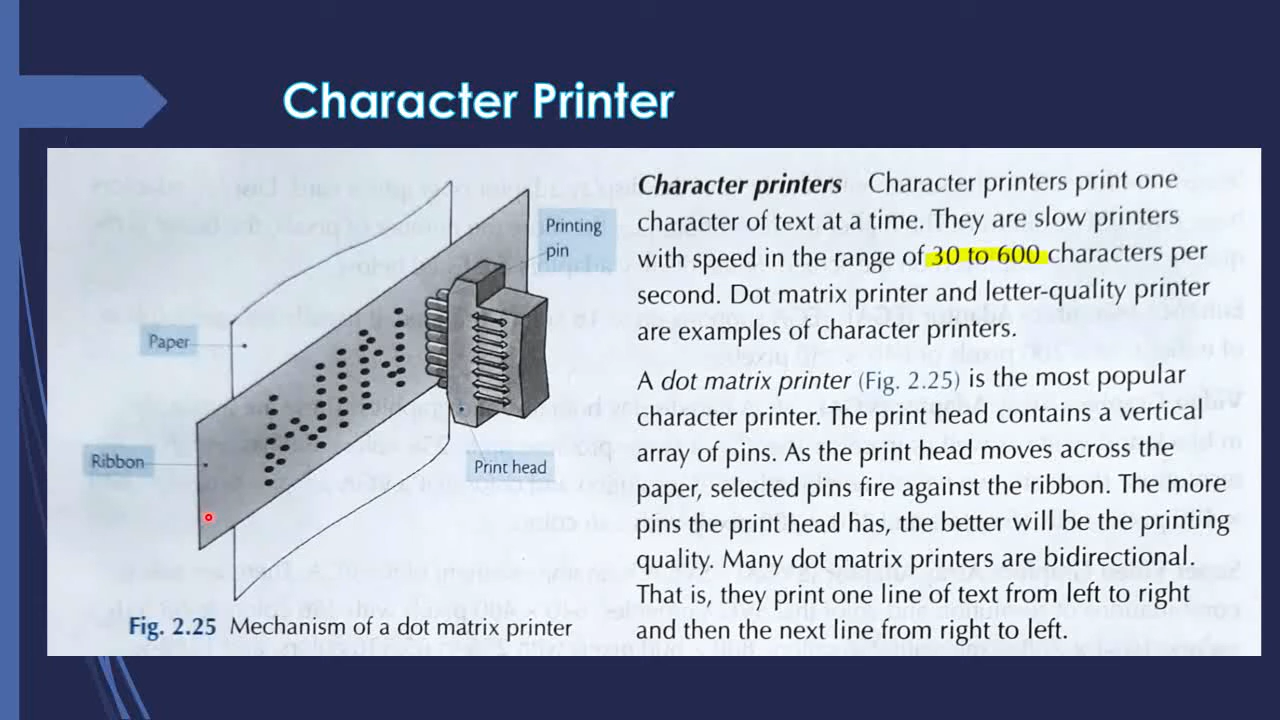 Character Printer
Printing
pin
Paper
Ribbon
Print head
Fig. 2.25 Mechanism of a dot matrix printer
Character printers Character printers print one
character of text at a time. They are slow printers
with speed in the range of 30 to 600 characters per
second. Dot matrix printer and letter-quality printer
are examples of character printers.
A dot matrix printer (Fig. 2.25) is the most popular
character printer. The print head contains a vertical
array of pins. As the print head moves across the
paper, selected pins fire against the ribbon. The more
pins the print head has, the better will be the printing
quality. Many dot matrix printers are bidirectional
That is, they print one line of text from left to right
and then the next line from right to left.